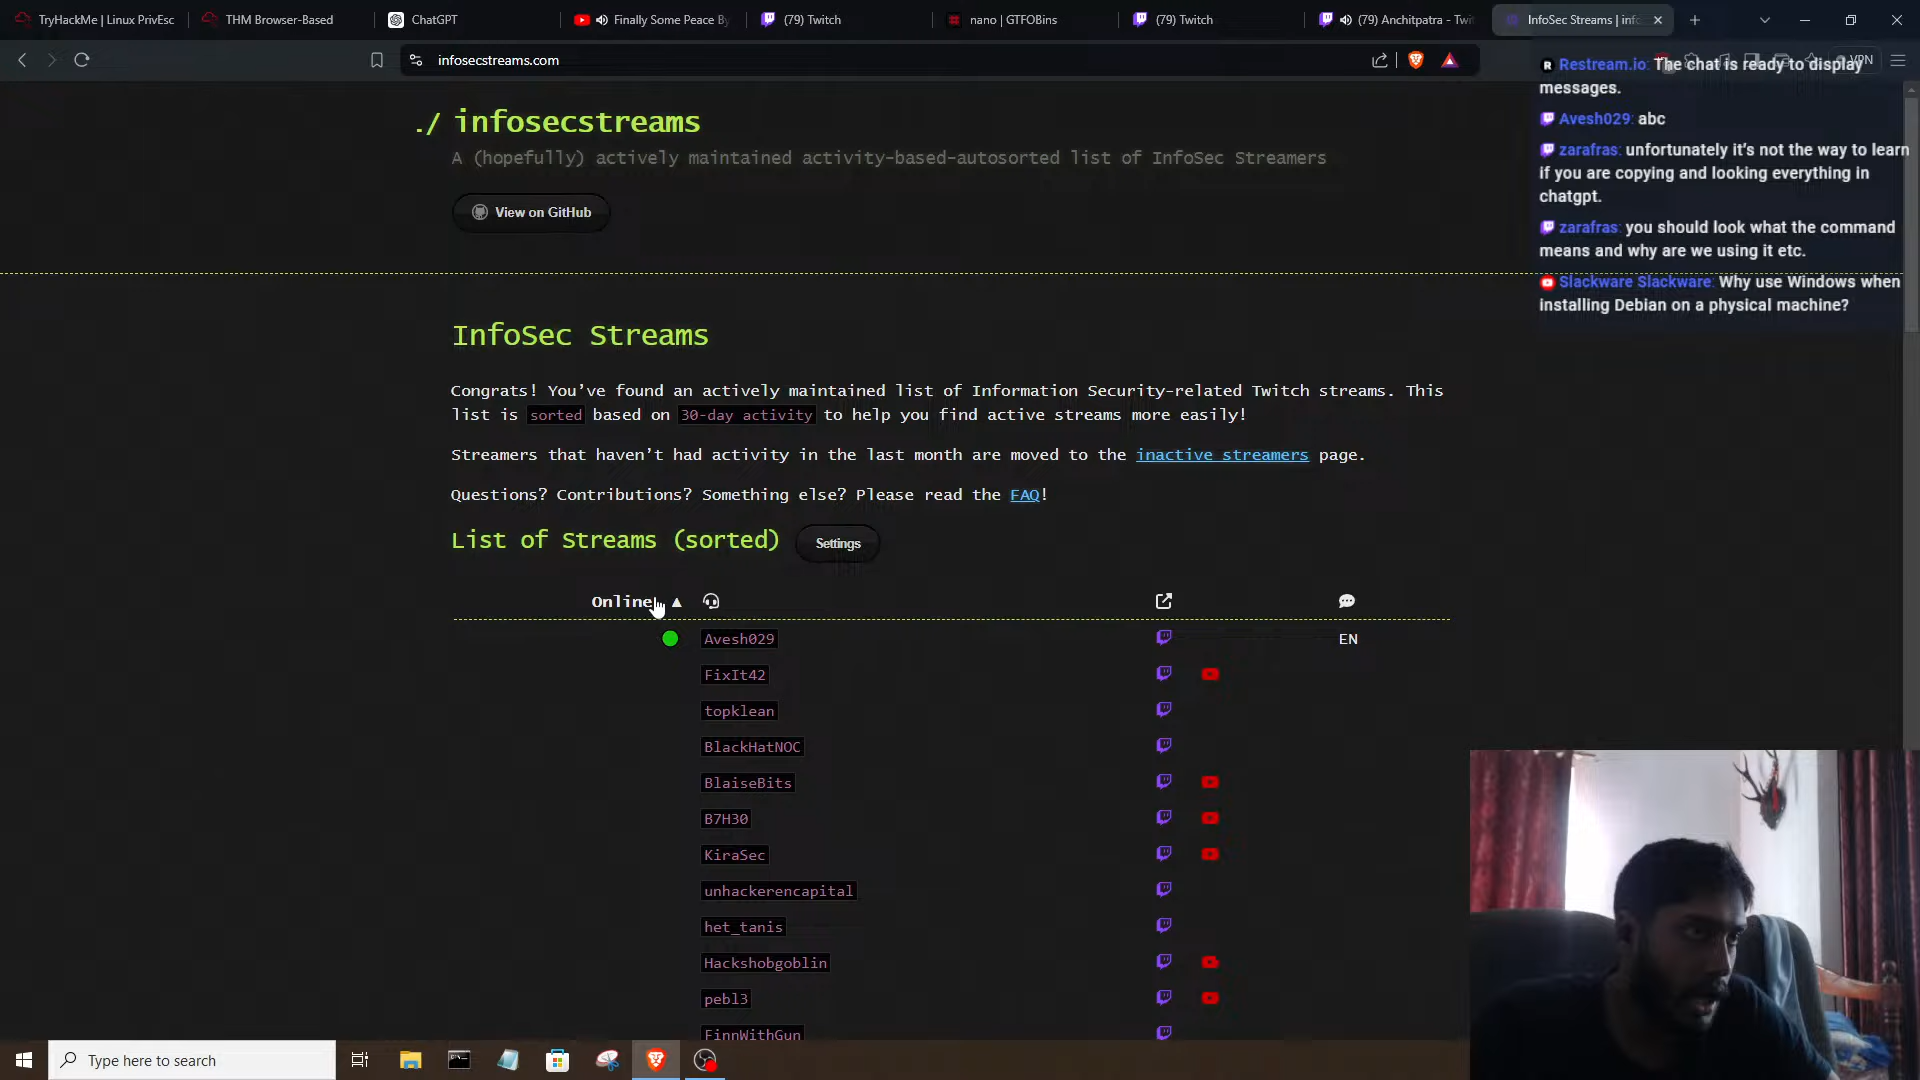 TryHackMe | Linux PrivEsc
THM Browser-Based
ChatGPT
Finally Some Peace By
(79) Twitch
nano | GTFOBins
(79) Twitch
(79) Anchitpatra - Twi
InfoSec Streams | info
infosecstreams.com
VPN
Restream.io: The chat is ready to display
messages.
Avesh029: abc
zarafras: unfortunately it's not the way to learn
if you are copying and looking everything in
chatgpt.
zarafras: you should look what the command
means and why are we using it etc.
Slackware Slackware: Why use Windows when
installing Debian on a physical machine?
./ infosecstreams
A (hopefully) actively maintained activity-based-autosorted list of InfoSec Streamers
View on GitHub
InfoSec Streams
Congrats! You've found an actively maintained list of Information Security-related Twitch streams. This
list is sorted based on 30-day activity to help you find active streams more easily!
Streamers that haven't had activity in the last month are moved to the inactive streamers page.
Questions? Contributions? Something else? Please read the FAQ!
List of Streams (sorted) Settings
Online ▲
Avesh029 EN
FixIt42
topklean
BlackHatNOC
BlaiseBits
B7H30
KiraSec
unhackerencapital
het_tanis
Hackshobgoblin
pebl3
FinnWithGun
Type here to search